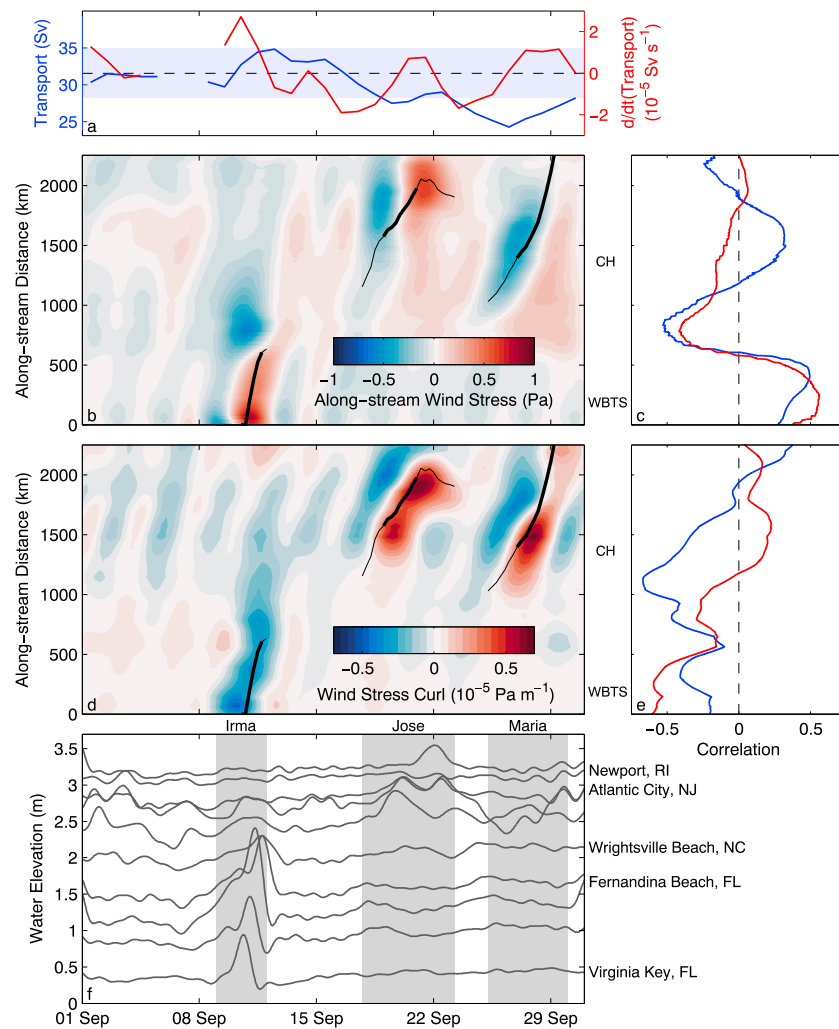 Transport (Sv)
35
30
25
a
2
0
−2
d/dt(Transport)
(10⁻⁵ Sv s⁻¹)
Along−stream Distance (km)
2000
1500
1000
500
0
b
−1 −0.5 0 0.5 1
Along−stream Wind Stress (Pa)
CH
WBTS
c
Along−stream Distance (km)
2000
1500
1000
500
0
d
−0.5 0 0.5
Wind Stress Curl (10⁻⁵ Pa m⁻¹)
CH
WBTS
e
−0.5 0 0.5
Correlation
Irma Jose Maria
Water Elevation (m)
3.5
3
2.5
2
1.5
1
0.5
0
f
Newport, RI
Atlantic City, NJ
Wrightsville Beach, NC
Fernandina Beach, FL
Virginia Key, FL
01 Sep 08 Sep 15 Sep 22 Sep 29 Sep